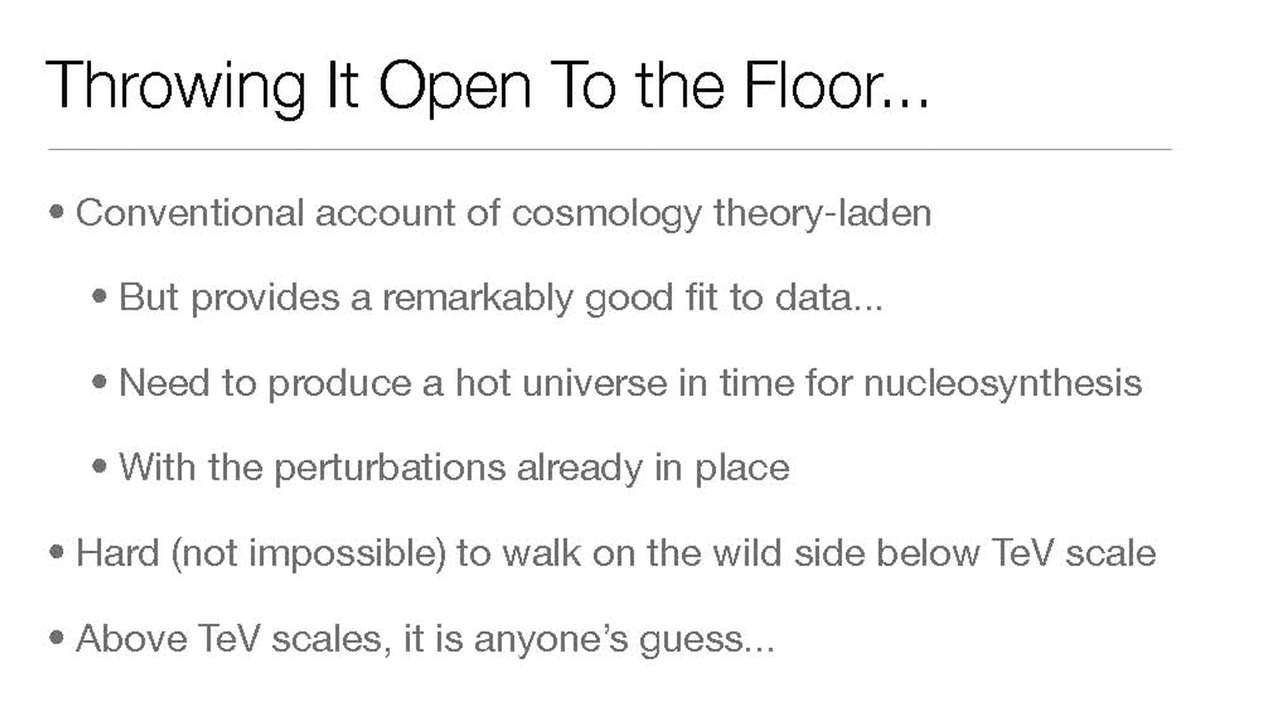 Throwing It Open To the Floor...
• Conventional account of cosmology theory-laden
• But provides a remarkably good fit to data...
• Need to produce a hot universe in time for nucleosynthesis
• With the perturbations already in place
• Hard (not impossible) to walk on the wild side below TeV scale
• Above TeV scales, it is anyone’s guess...